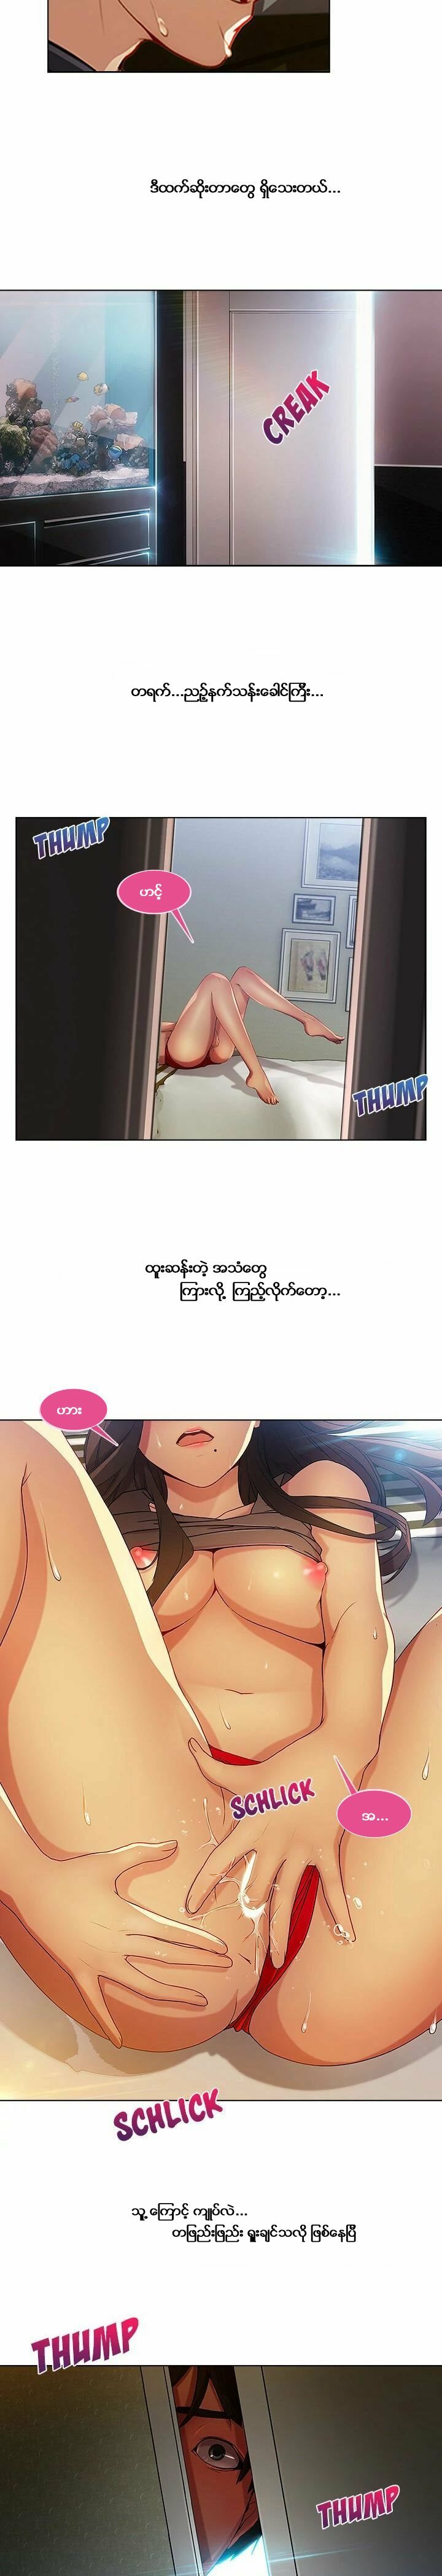 ဒီထက်ဆိုးတာတွေ ရှိသေးတယ်...
CREAK
တရက်...ညဥ့်နက်သန်းခေါင်ကြီး...
THUMP
ဟင့်
THUMP
ထူးဆန်းတဲ့ အသံတွေ
ကြားလို့ ကြည့်လိုက်တော့...
ဟား
SCHLICK
အ...
SCHLICK
သူ့ ကြောင့် ကျုပ်လဲ...
တဖြည်းဖြည်း ရူးချင်သလို ဖြစ်နေပြီ
THUMP
THUMP